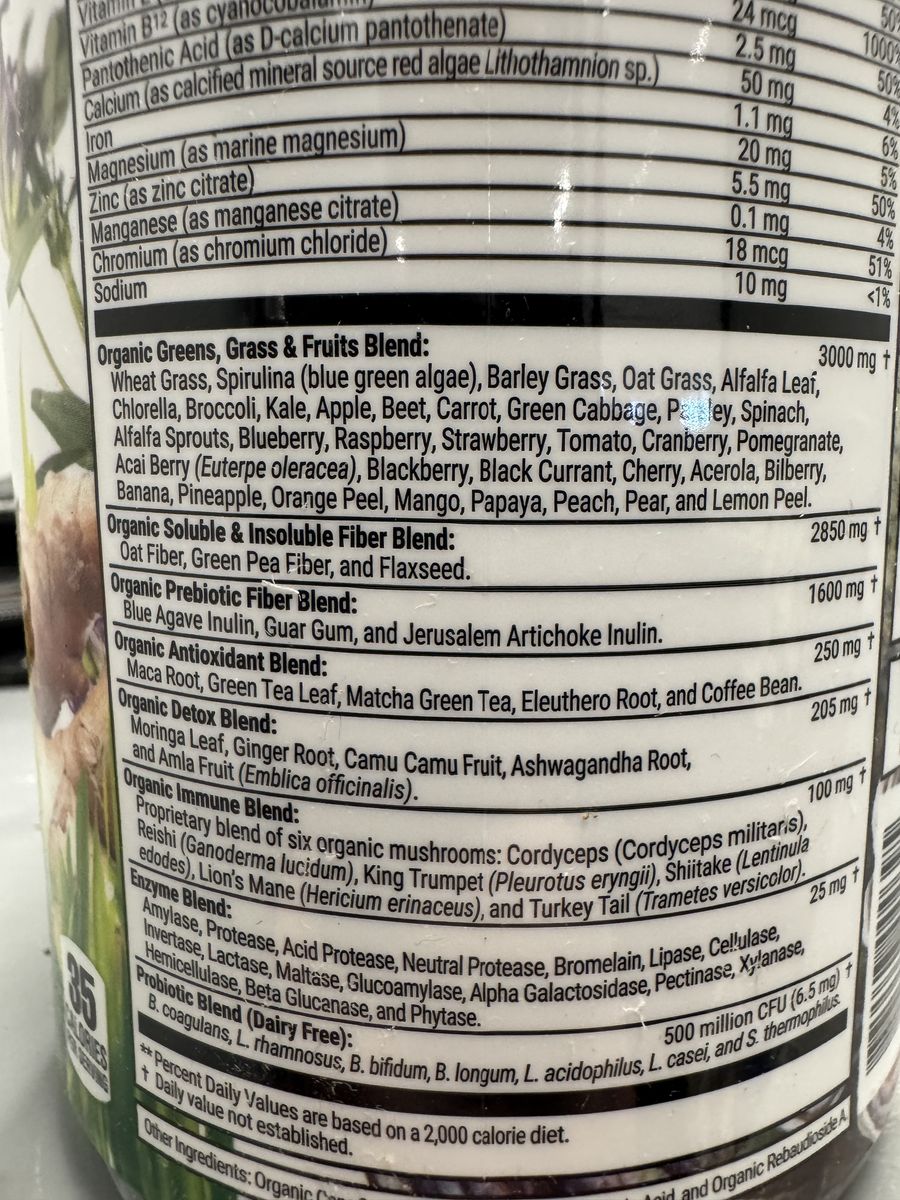 Vitamin B12 (as cyanocobalamin) 24 mcg 1000%
Pantothenic Acid (as D-calcium pantothenate) 2.5 mg 50%
Calcium (as calcified mineral source red algae Lithothamnion sp.) 50 mg 4%
Iron 1.1 mg 6%
Magnesium (as marine magnesium) 20 mg 5%
Zinc (as zinc citrate) 5.5 mg 50%
Manganese (as manganese citrate) 0.1 mg 4%
Chromium (as chromium chloride) 18 mcg 51%
Sodium 10 mg <1%
Organic Greens, Grass & Fruits Blend: 3000 mg †
Wheat Grass, Spirulina (blue green algae), Barley Grass, Oat Grass, Alfalfa Leaf,
Chlorella, Broccoli, Kale, Apple, Beet, Carrot, Green Cabbage, Parsley, Spinach,
Alfalfa Sprouts, Blueberry, Raspberry, Strawberry, Tomato, Cranberry, Pomegranate,
Acai Berry (Euterpe oleracea), Blackberry, Black Currant, Cherry, Acerola, Bilberry,
Banana, Pineapple, Orange Peel, Mango, Papaya, Peach, Pear, and Lemon Peel.
Organic Soluble & Insoluble Fiber Blend: 2850 mg †
Oat Fiber, Green Pea Fiber, and Flaxseed.
Organic Prebiotic Fiber Blend: 1600 mg †
Blue Agave Inulin, Guar Gum, and Jerusalem Artichoke Inulin.
Organic Antioxidant Blend: 250 mg †
Maca Root, Green Tea Leaf, Matcha Green Tea, Eleuthero Root, and Coffee Bean.
Organic Detox Blend: 205 mg †
Moringa Leaf, Ginger Root, Camu Camu Fruit, Ashwagandha Root,
and Amla Fruit (Emblica officinalis).
Organic Immune Blend: 100 mg †
Proprietary blend of six organic mushrooms: Cordyceps (Cordyceps militaris),
Reishi (Ganoderma lucidum), King Trumpet (Pleurotus eryngii), Shiitake (Lentinula
edodes), Lion's Mane (Hericium erinaceus), and Turkey Tail (Trametes versicolor).
Enzyme Blend: 25 mg †
Amylase, Protease, Acid Protease, Neutral Protease, Bromelain, Lipase, Cellulase,
Invertase, Lactase, Maltase, Glucoamylase, Alpha Galactosidase, Pectinase, Xylanase,
Hemicellulase, Beta Glucanase, and Phytase.
Probiotic Blend (Dairy Free): 500 million CFU (6.5 mg) †
B. coagulans, L. rhamnosus, B. bifidum, B. longum, L. acidophilus, L. casei, and S. thermophilus.
** Percent Daily Values are based on a 2,000 calorie diet.
† Daily value not established.
Other Ingredients: Organic Acid, and Organic Rebaudioside A.
35
CALORIES
PER SERVING